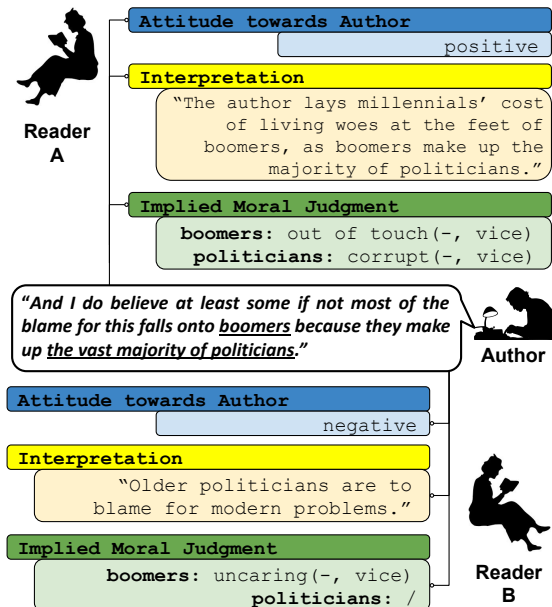 Attitude towards Author
positive
Interpretation
“The author lays millennials’ cost
of living woes at the feet of
boomers, as boomers make up the
majority of politicians.”
Reader
A
Implied Moral Judgment
boomers: out of touch(-, vice)
politicians: corrupt(-, vice)
“And I do believe at least some if not most of the
blame for this falls onto boomers because they make
up the vast majority of politicians.”
Author
Attitude towards Author
negative
Interpretation
“Older politicians are to
blame for modern problems.”
Implied Moral Judgment
boomers: uncaring(-, vice)
politicians: /
Reader
B